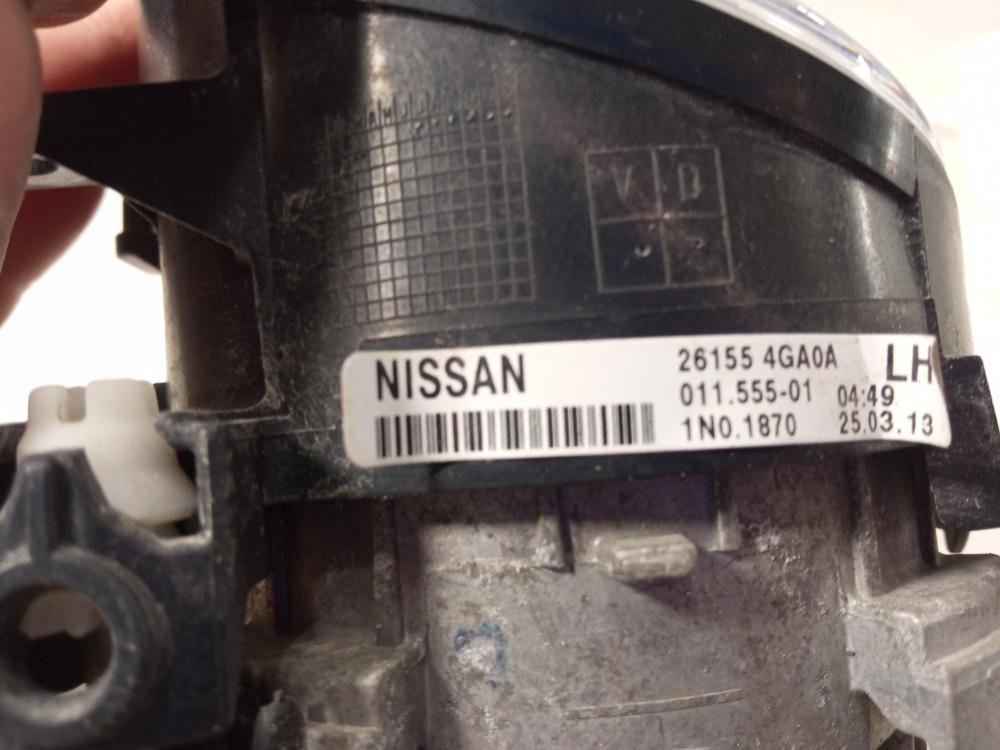 V D
NISSAN
26155 4GA0A LH
011.555-01 04:49
1N0.1870 25.03.13